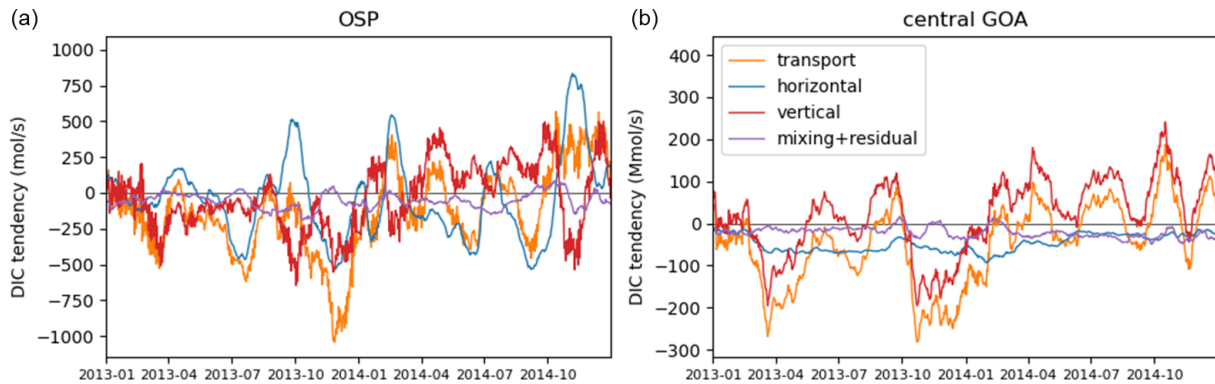 (a)
OSP
DIC tendency (mol/s)
1000
750
500
250
0
−250
−500
−750
−1000
2013-01 2013-04 2013-07 2013-10 2014-01 2014-04 2014-07 2014-10
(b)
central GOA
DIC tendency (Mmol/s)
400
300
200
100
0
−100
−200
−300
transport
horizontal
vertical
mixing+residual
2013-01 2013-04 2013-07 2013-10 2014-01 2014-04 2014-07 2014-10